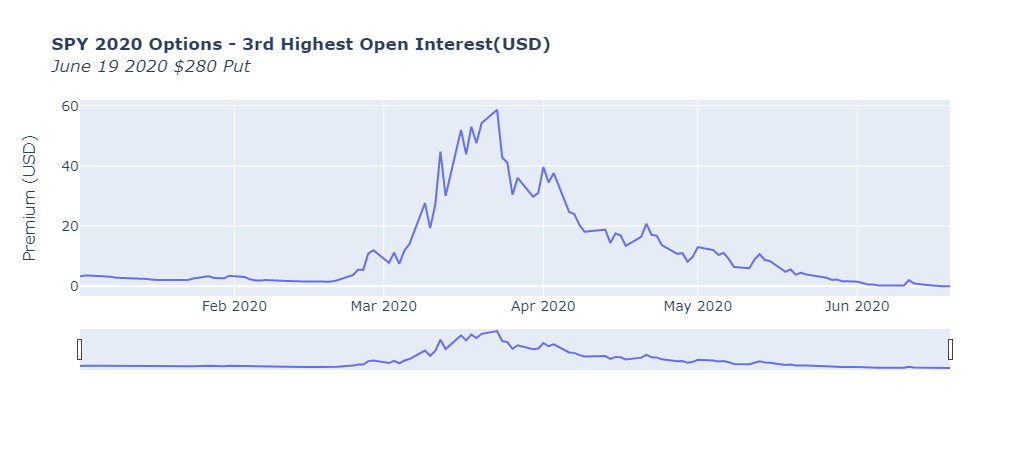 SPY 2020 Options - 3rd Highest Open Interest(USD)
June 19 2020 $280 Put
Premium (USD)
60
40
20
0
Feb 2020 Mar 2020 Apr 2020 May 2020 Jun 2020